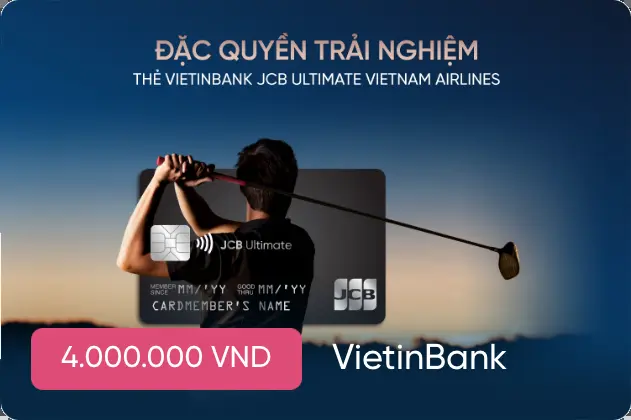 ĐẶC QUYỀN TRẢI NGHIỆM
THẺ VIETINBANK JCB ULTIMATE VIETNAM AIRLINES
JCB Ultimate
MEMBER SINCE MM/'YY GOOD THRU MM/'YY
CARDMEMBER'S NAME
JCB
4.000.000 VND
VietinBank